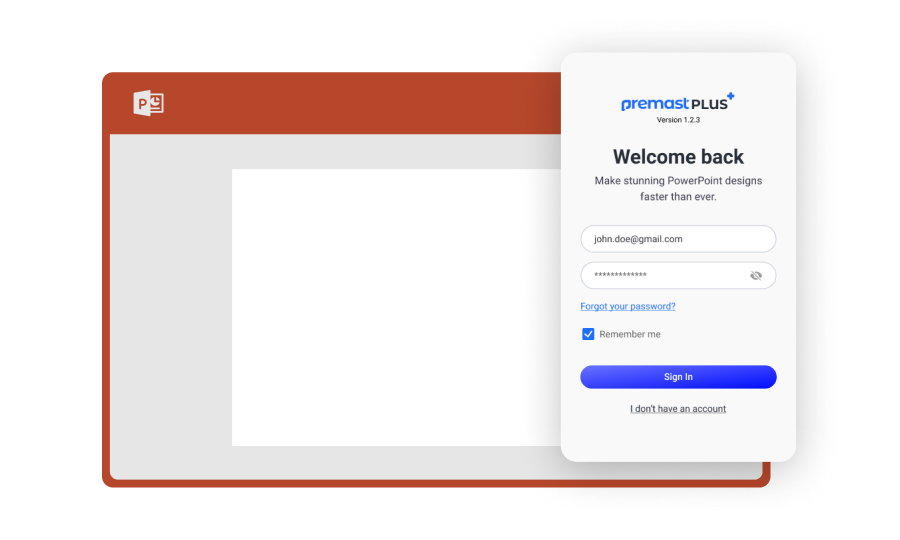 P
premast PLUS+
Version 1.2.3
Welcome back
Make stunning PowerPoint designs
faster than ever.
john.doe@gmail.com
*************
Forgot your password?
Remember me
Sign In
I don't have an account